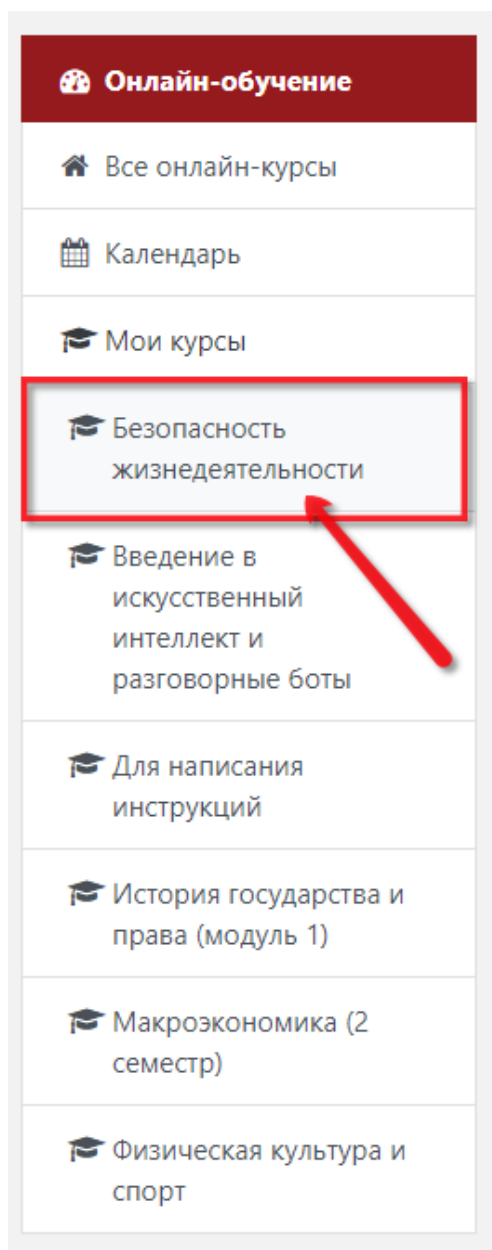 Онлайн-обучение
Все онлайн-курсы
Календарь
Мои курсы
Безопасность
жизнедеятельности
Введение в
искусственный
интеллект и
разговорные боты
Для написания
инструкций
История государства и
права (модуль 1)
Макроэкономика (2
семестр)
Физическая культура и
спорт